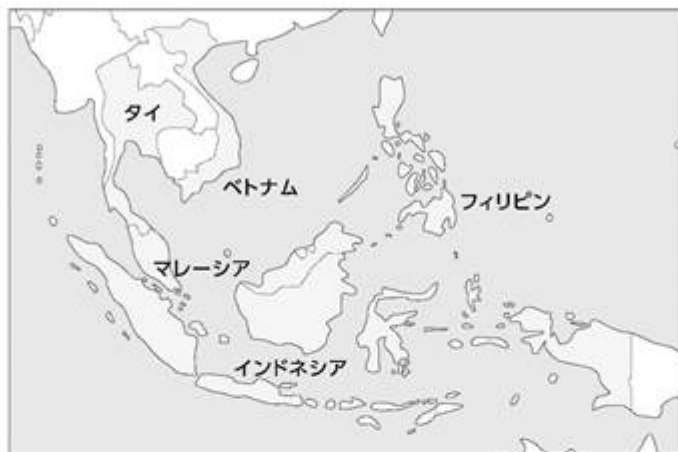 タイ
ベトナム
フィリピン
マレーシア
インドネシア